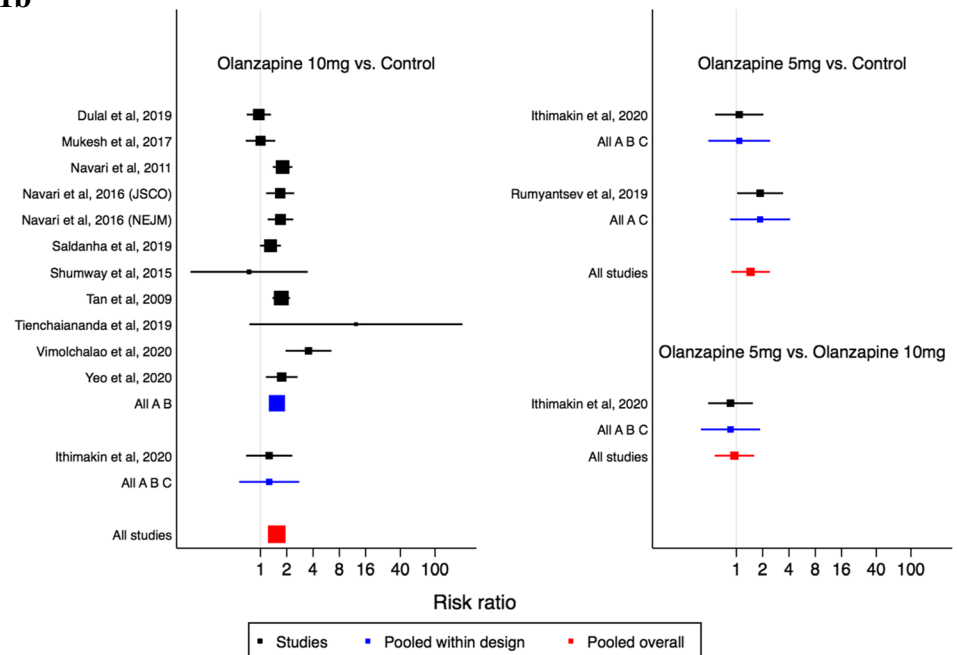 1b
Olanzapine 10mg vs. Control
Dulal et al, 2019
Mukesh et al, 2017
Navari et al, 2011
Navari et al, 2016 (JSCO)
Navari et al, 2016 (NEJM)
Saldanha et al, 2019
Shumway et al, 2015
Tan et al, 2009
Tienchaiananda et al, 2019
Vimolchalao et al, 2020
Yeo et al, 2020
All A B
Ithimakin et al, 2020
All A B C
All studies
1 2 4 8 16 40 100
Olanzapine 5mg vs. Control
Ithimakin et al, 2020
All A B C
Rumyantsev et al, 2019
All A C
All studies
Olanzapine 5mg vs. Olanzapine 10mg
Ithimakin et al, 2020
All A B C
All studies
1 2 4 8 16 40 100
Risk ratio
Studies Pooled within design Pooled overall